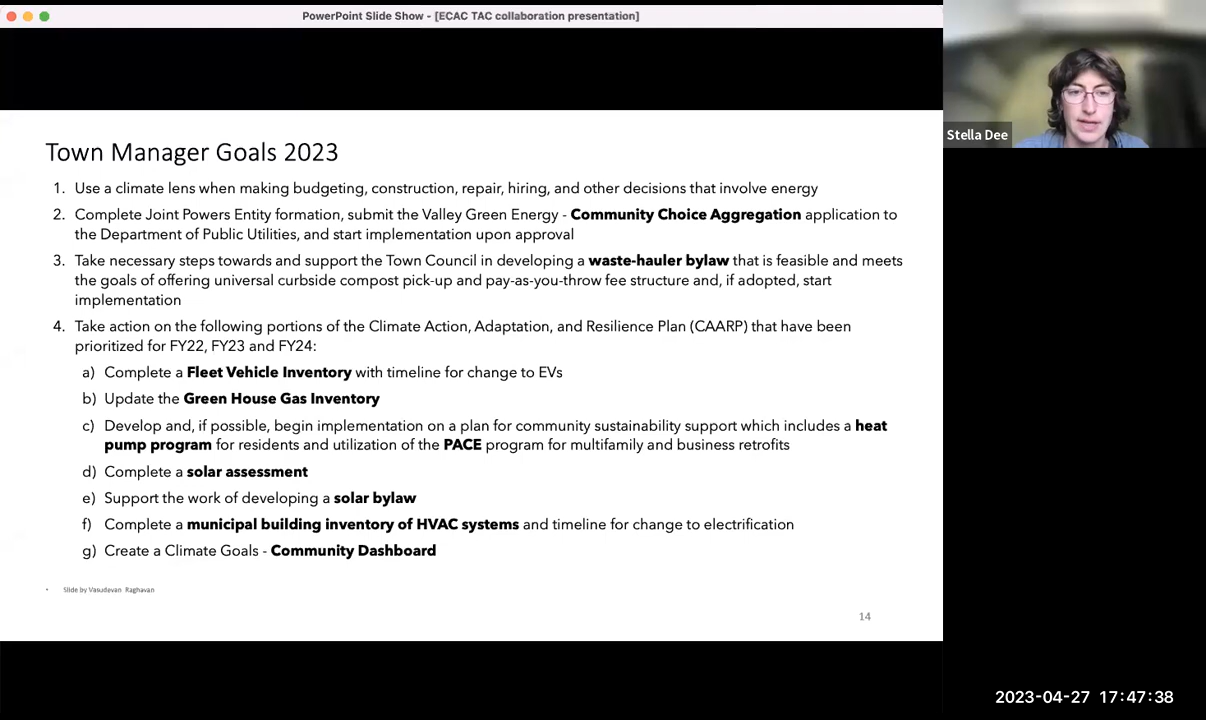 PowerPoint Slide Show - [ECAC TAC collaboration presentation]
Stella Dee
Town Manager Goals 2023
1. Use a climate lens when making budgeting, construction, repair, hiring, and other decisions that involve energy
2. Complete Joint Powers Entity formation, submit the Valley Green Energy - Community Choice Aggregation application to
the Department of Public Utilities, and start implementation upon approval
3. Take necessary steps towards and support the Town Council in developing a waste-hauler bylaw that is feasible and meets
the goals of offering universal curbside compost pick-up and pay-as-you-throw fee structure and, if adopted, start
implementation
4. Take action on the following portions of the Climate Action, Adaptation, and Resilience Plan (CAARP) that have been
prioritized for FY22, FY23 and FY24:
a) Complete a Fleet Vehicle Inventory with timeline for change to EVs
b) Update the Green House Gas Inventory
c) Develop and, if possible, begin implementation on a plan for community sustainability support which includes a heat
pump program for residents and utilization of the PACE program for multifamily and business retrofits
d) Complete a solar assessment
e) Support the work of developing a solar bylaw
f) Complete a municipal building inventory of HVAC systems and timeline for change to electrification
g) Create a Climate Goals - Community Dashboard
• Slide by Vasudevan Raghavan
14
2023-04-27 17:47:38